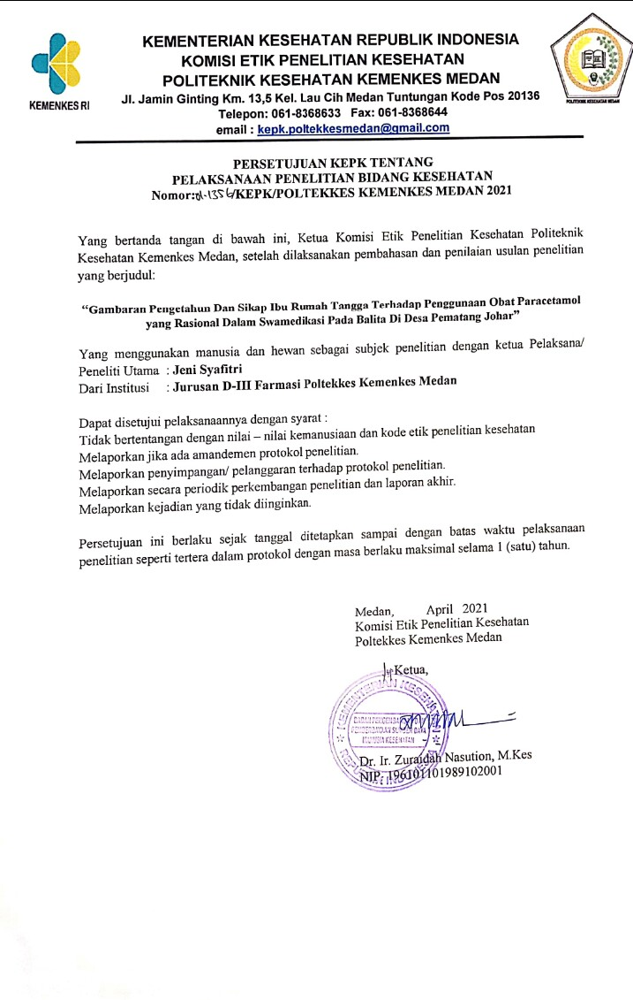 KEMENTERIAN KESEHATAN REPUBLIK INDONESIA
KOMISI ETIK PENELITIAN KESEHATAN
POLITEKNIK KESEHATAN KEMENKES MEDAN
Jl. Jamin Ginting Km. 13,5 Kel. Lau Cih Medan Tuntungan Kode Pos 20136
Telepon: 061-8368633 Fax: 061-8368644
email : kepk.poltekkesmedan@gmail.com
KEMENKES RI
POLITEKNIK KESEHATAN MEDAN
PERSETUJUAN KEPK TENTANG
PELAKSANAAN PENELITIAN BIDANG KESEHATAN
Nomor:01.1356/KEPK/POLTEKKES KEMENKES MEDAN 2021
Yang bertanda tangan di bawah ini, Ketua Komisi Etik Penelitian Kesehatan Politeknik
Kesehatan Kemenkes Medan, setelah dilaksanakan pembahasan dan penilaian usulan penelitian
yang berjudul:
“Gambaran Pengetahun Dan Sikap Ibu Rumah Tangga Terhadap Penggunaan Obat Paracetamol
yang Rasional Dalam Swamedikasi Pada Balita Di Desa Pematang Johar”
Yang menggunakan manusia dan hewan sebagai subjek penelitian dengan ketua Pelaksana/
Peneliti Utama : Jeni Syafitri
Dari Institusi : Jurusan D-III Farmasi Poltekkes Kemenkes Medan
Dapat disetujui pelaksanaannya dengan syarat :
Tidak bertentangan dengan nilai – nilai kemanusiaan dan kode etik penelitian kesehatan
Melaporkan jika ada amandemen protokol penelitian.
Melaporkan penyimpangan/ pelanggaran terhadap protokol penelitian.
Melaporkan secara periodik perkembangan penelitian dan laporan akhir.
Melaporkan kejadian yang tidak diinginkan.
Persetujuan ini berlaku sejak tanggal ditetapkan sampai dengan batas waktu pelaksanaan
penelitian seperti tertera dalam protokol dengan masa berlaku maksimal selama 1 (satu) tahun.
Medan, April 2021
Komisi Etik Penelitian Kesehatan
Poltekkes Kemenkes Medan
Ketua,
KEMENTERIAN KESEHATAN
REPUBLIK INDONESIA
MANUSIA KESEHATAN
Dr. Ir. Zuraidah Nasution, M.Kes
NIP. 196101101989102001